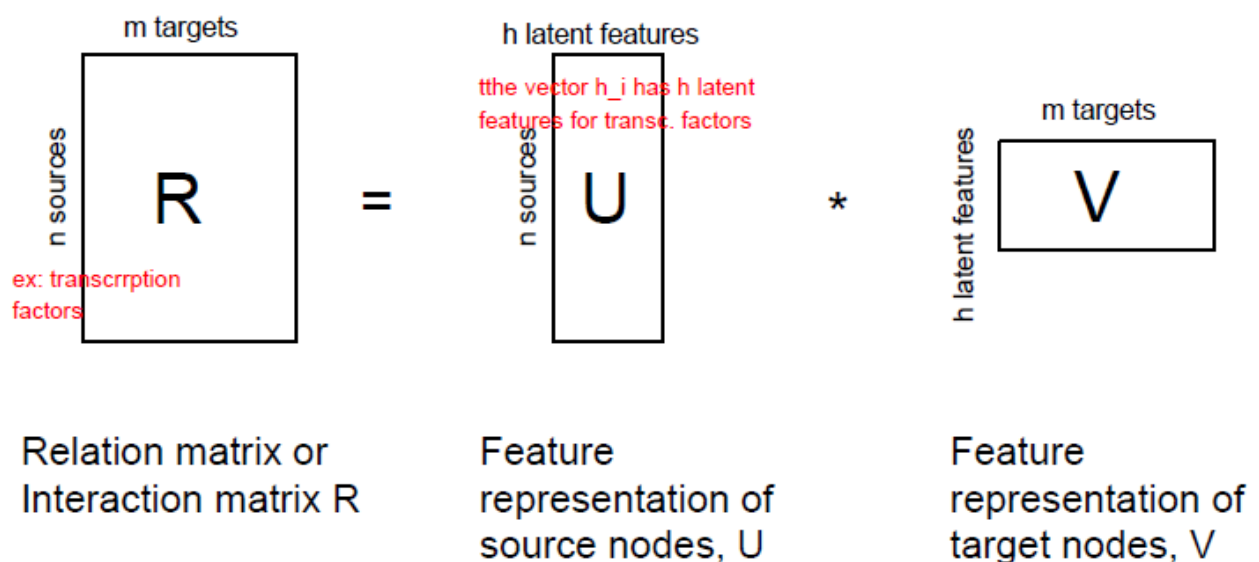 m targets
n sources
R
ex: transcrrption
factors
=
h latent features
tthe vector h_i has h latent
features for transc. factors
n sources
U
*
m targets
h latent features
V
Relation matrix or
Interaction matrix R
Feature
representation of
source nodes, U
Feature
representation of
target nodes, V